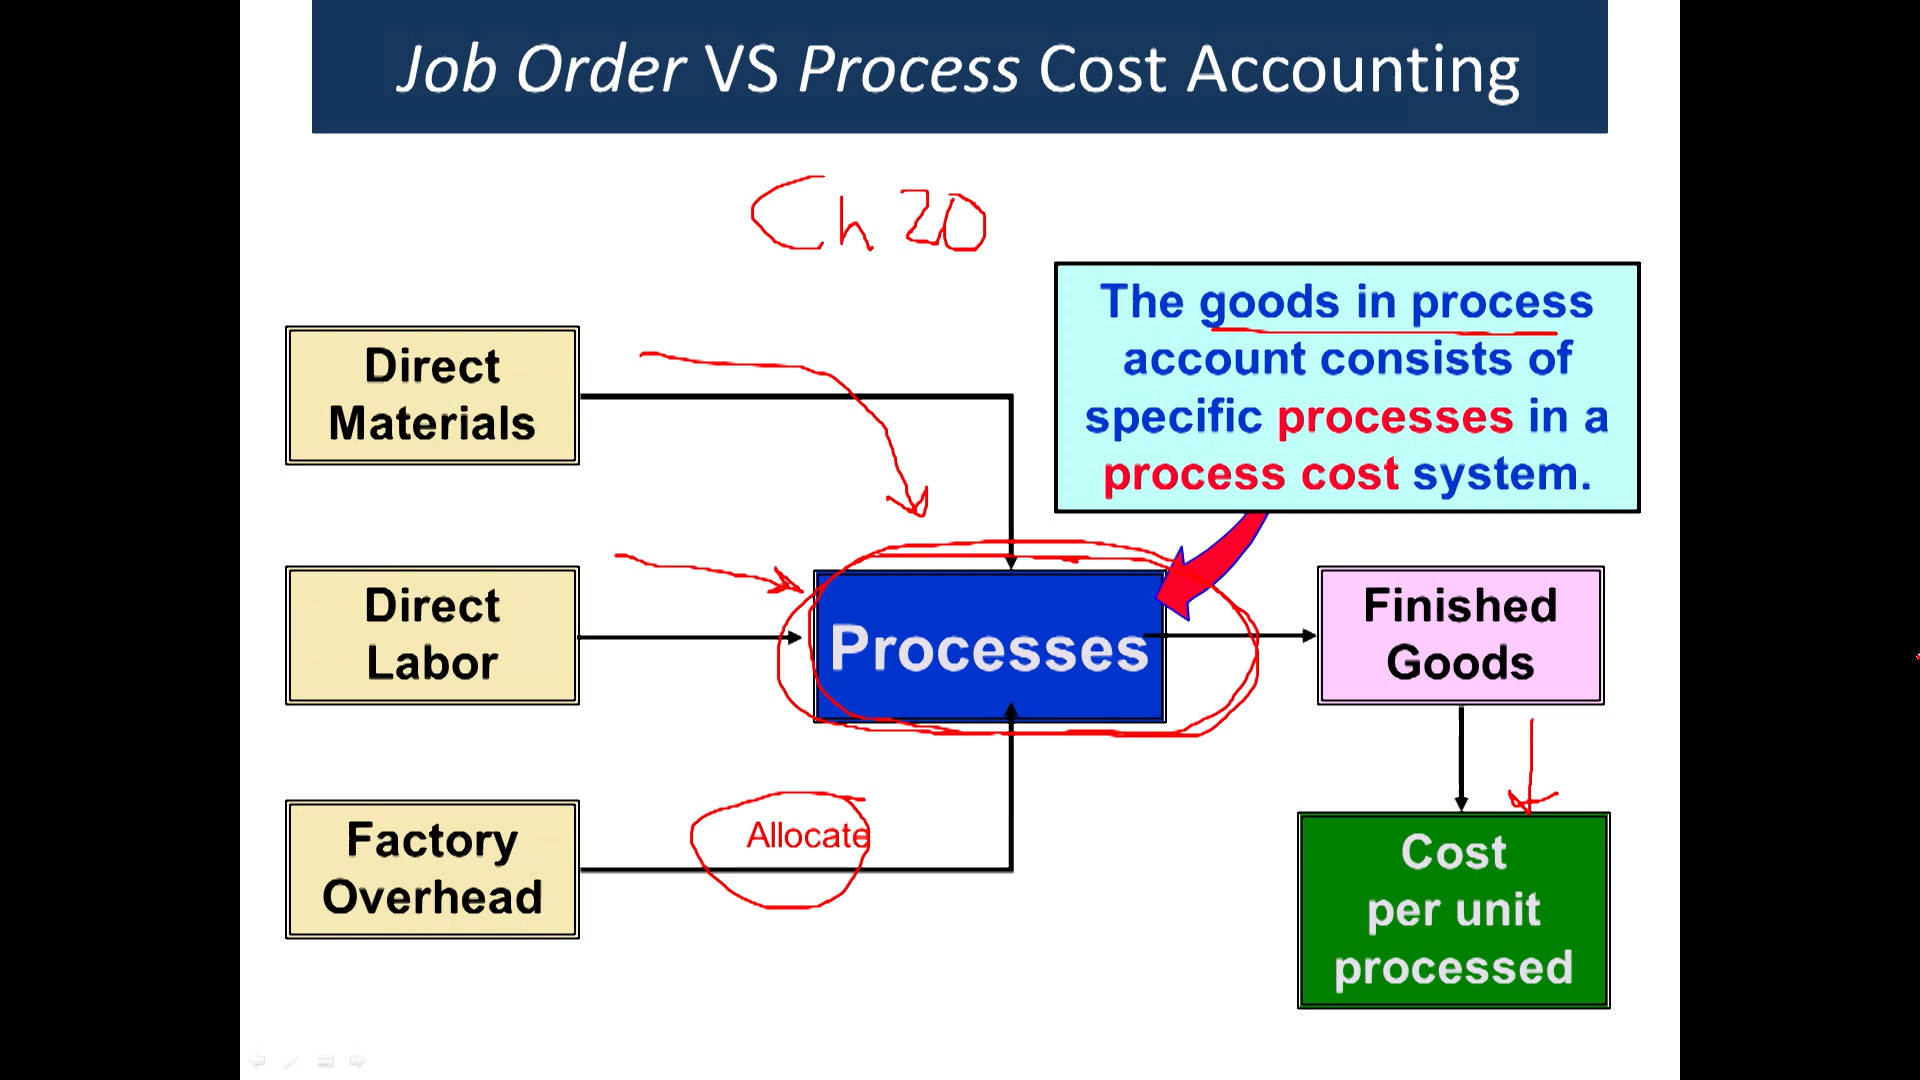 Job Order VS Process Cost Accounting
Ch 20
The goods in process
account consists of
specific processes in a
process cost system.
Direct
Materials
Direct
Labor
Processes
Finished
Goods
Factory
Overhead
Allocate
Cost
per unit
processed